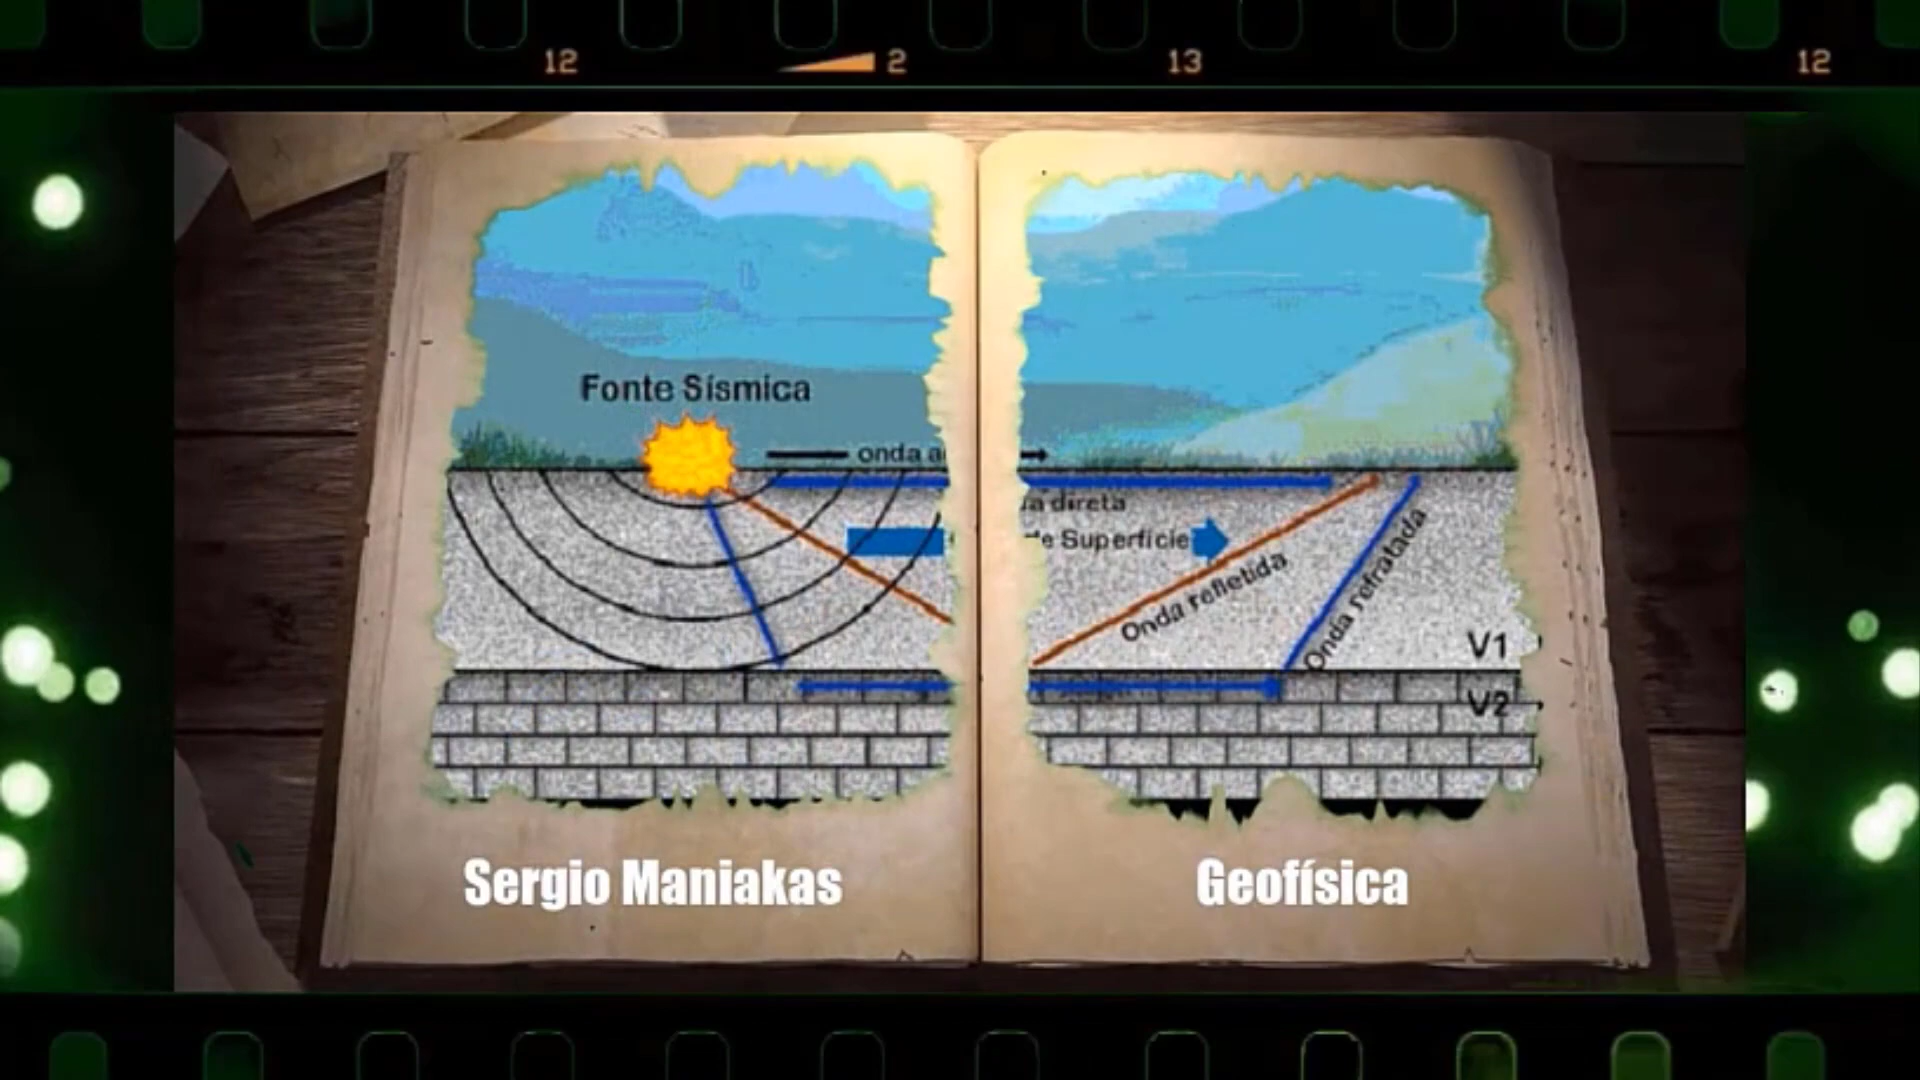 12 2 13 12
Fonte Sísmica
onda
direta
Superfície
Onda refletida
Onda refratada
V1
V2
Sergio Maniakas
Geofísica